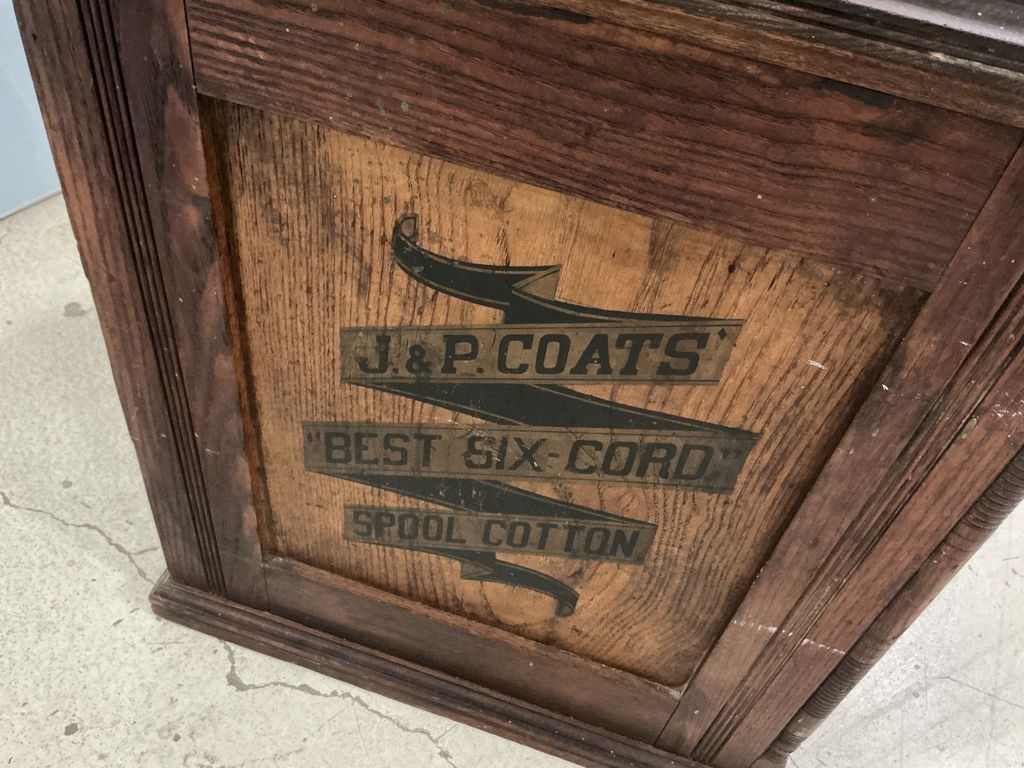 J. & P. COATS'
"BEST SIX-CORD."
SPOOL COTTON